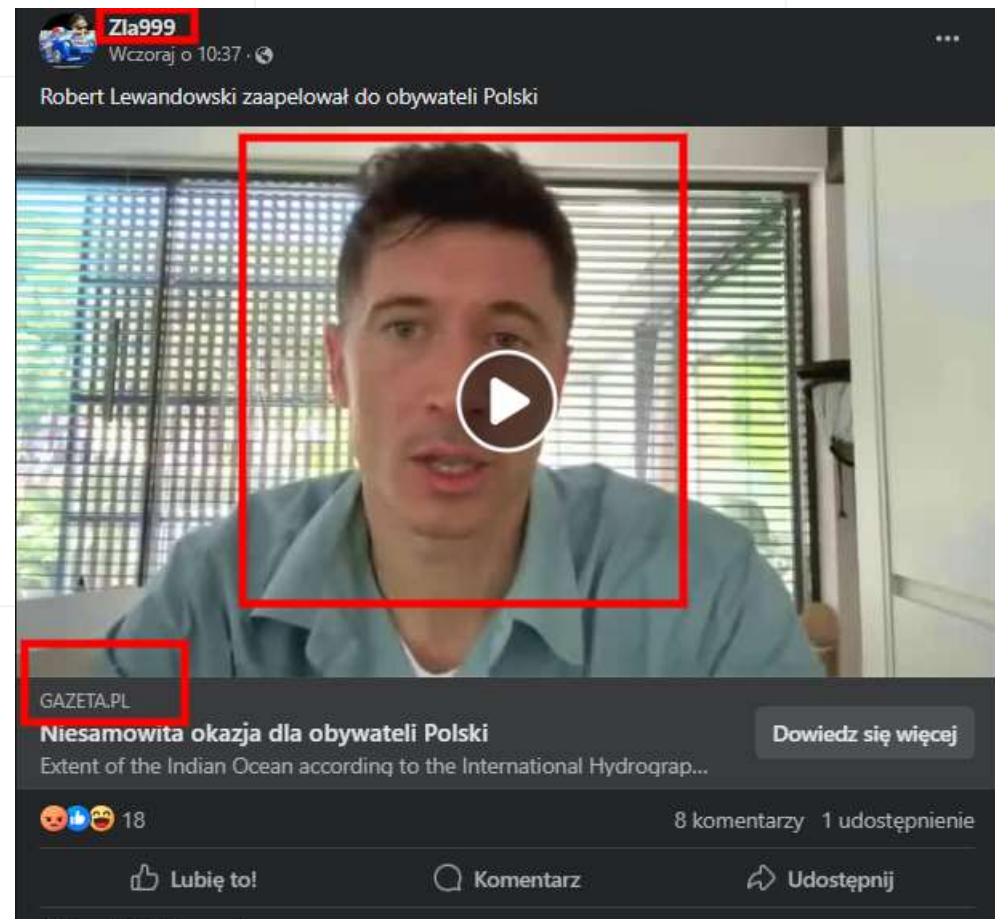 Zla999
Wczoraj o 10:37 ·
Robert Lewandowski zaapelował do obywateli Polski
GAZETA.PL
Niesamowita okazja dla obywateli Polski
Dowiedz się więcej
Extent of the Indian Ocean according to the International Hydrograp...
18
8 komentarzy 1 udostępnienie
Lubię to!
Komentarz
Udostępnij